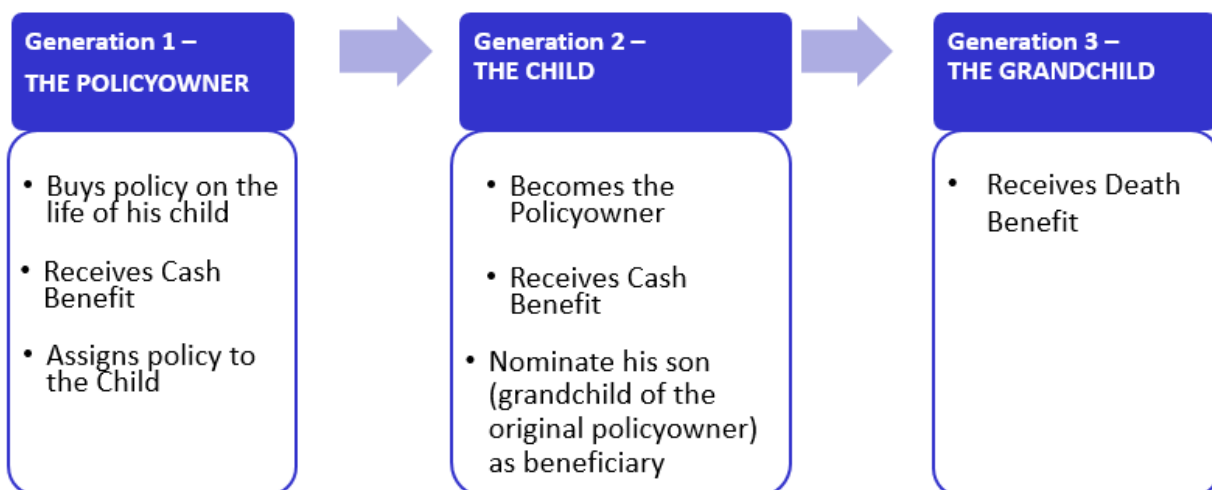 Generation 1 –
THE POLICYOWNER
• Buys policy on the
life of his child
• Receives Cash
Benefit
• Assigns policy to
the Child
Generation 2 –
THE CHILD
• Becomes the
Policyowner
• Receives Cash
Benefit
• Nominate his son
(grandchild of the
original policyowner)
as beneficiary
Generation 3 –
THE GRANDCHILD
• Receives Death
Benefit